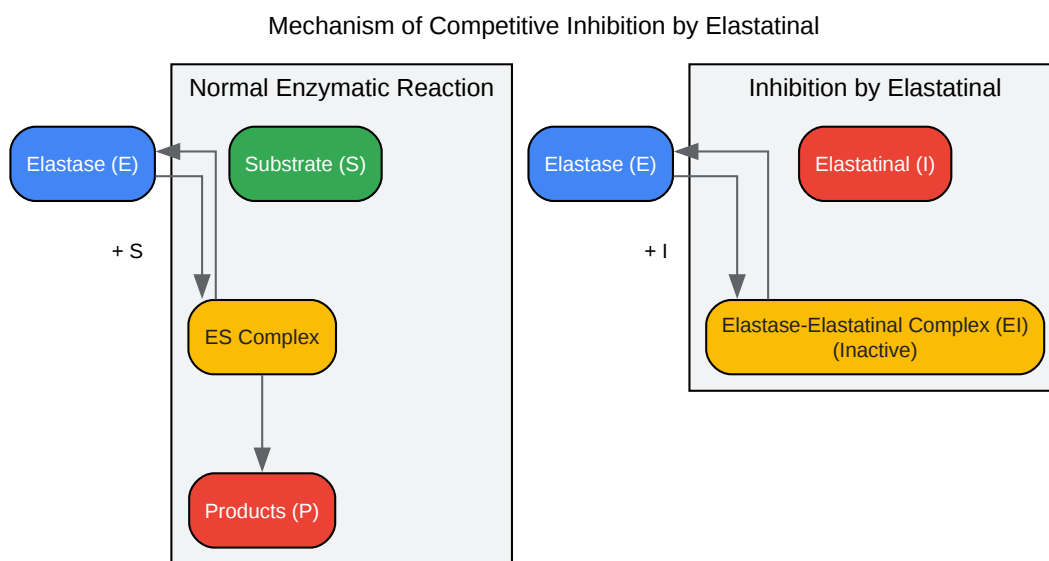 Mechanism of Competitive Inhibition by Elastatinal
Normal Enzymatic Reaction
Elastase (E)
Substrate (S)
+ S
ES Complex
Products (P)
Inhibition by Elastatinal
Elastase (E)
Elastatinal (I)
+ I
Elastase-Elastatinal Complex (EI)
(Inactive)